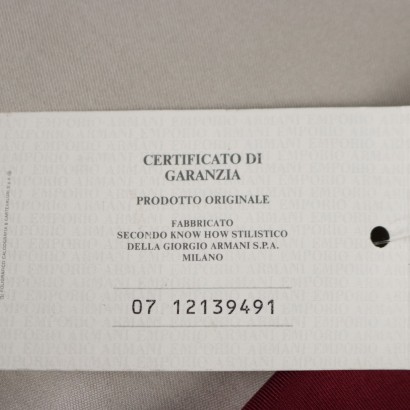 CERTIFICATO DI
GARANZIA
PRODOTTO ORIGINALE
FABBRICATO
SECONDO KNOW HOW STILISTICO
DELLA GIORGIO ARMANI S.P.A.
MILANO
07 12139491